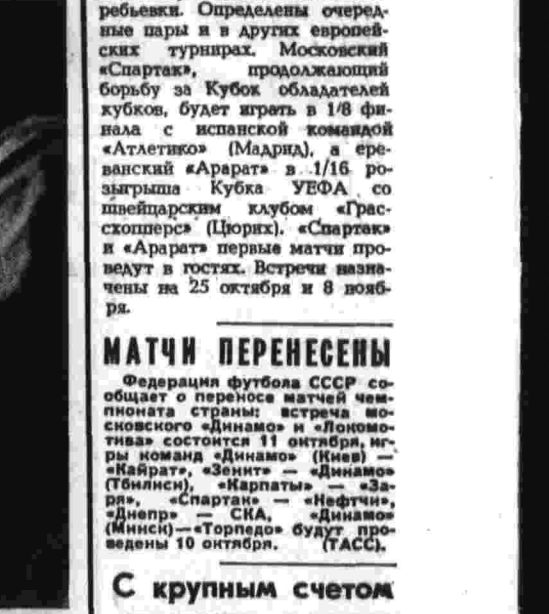 ребьевки. Определены очеред-
ные пары и в других европей-
ских турнирах. Московский
«Спартак», продолжающий
борьбу за Кубок обладателей
кубков, будет играть в 1/8 фи-
нала с испанской командой
«Атлетико» (Мадрид), а ере-
ванский «Арарат» в 1/16 ро-
зыгрыша Кубка УЕФА со
швейцарским клубом «Грас-
схопперс» (Цюрих). «Спартак»
и «Арарат» первые матчи про-
ведут в гостях. Встречи назна-
чены на 25 октября и 8 нояб-
ря.
МАТЧИ ПЕРЕНЕСЕНЫ
Федерация футбола СССР со-
общает о переносе матчей чем-
пионата страны: встреча мо-
сковского «Динамо» и «Локомо-
тива» состоится 11 октября, иг-
ры команд «Динамо» (Киев) —
«Кайрат», «Зенит» — «Динамо»
(Тбилиси), «Карпаты» — «За-
ря», «Спартак» — «Нефтчи»,
«Днепр» — СКА, «Динамо»
(Минск)—«Торпедо» будут про-
ведены 10 октября. (ТАСС).
С крупным счетом